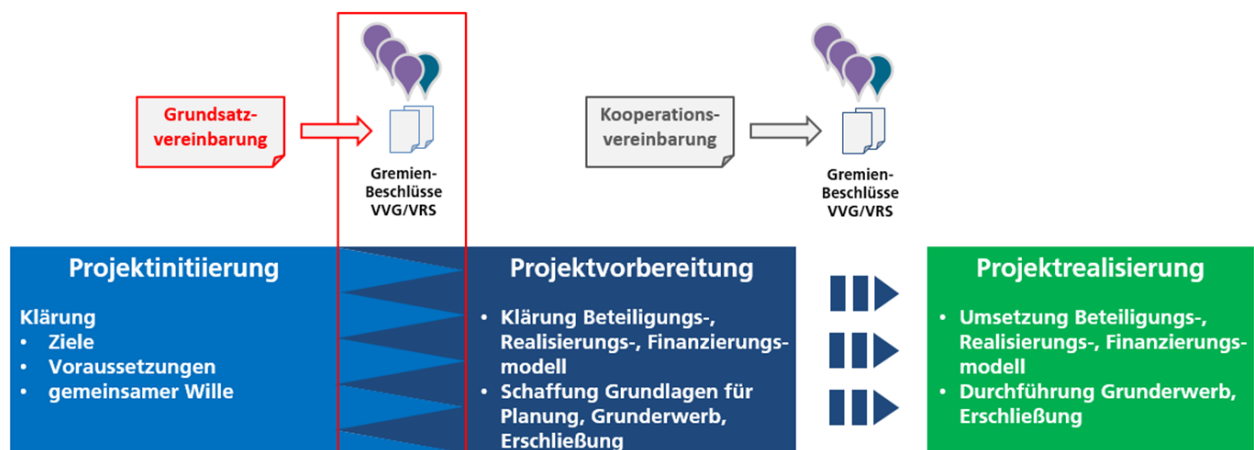 Grundsatz-
vereinbarung
Gremien-
Beschlüsse
VVG/VRS
Kooperations-
vereinbarung
Gremien-
Beschlüsse
VVG/VRS
Projektinitiierung
Klärung
• Ziele
• Voraussetzungen
• gemeinsamer Wille
Projektvorbereitung
• Klärung Beteiligungs-,
Realisierungs-, Finanzierungs-
modell
• Schaffung Grundlagen für
Planung, Grunderwerb,
Erschließung
Projektrealisierung
• Umsetzung Beteiligungs-,
Realisierungs-, Finanzierungs-
modell
• Durchführung Grunderwerb,
Erschließung